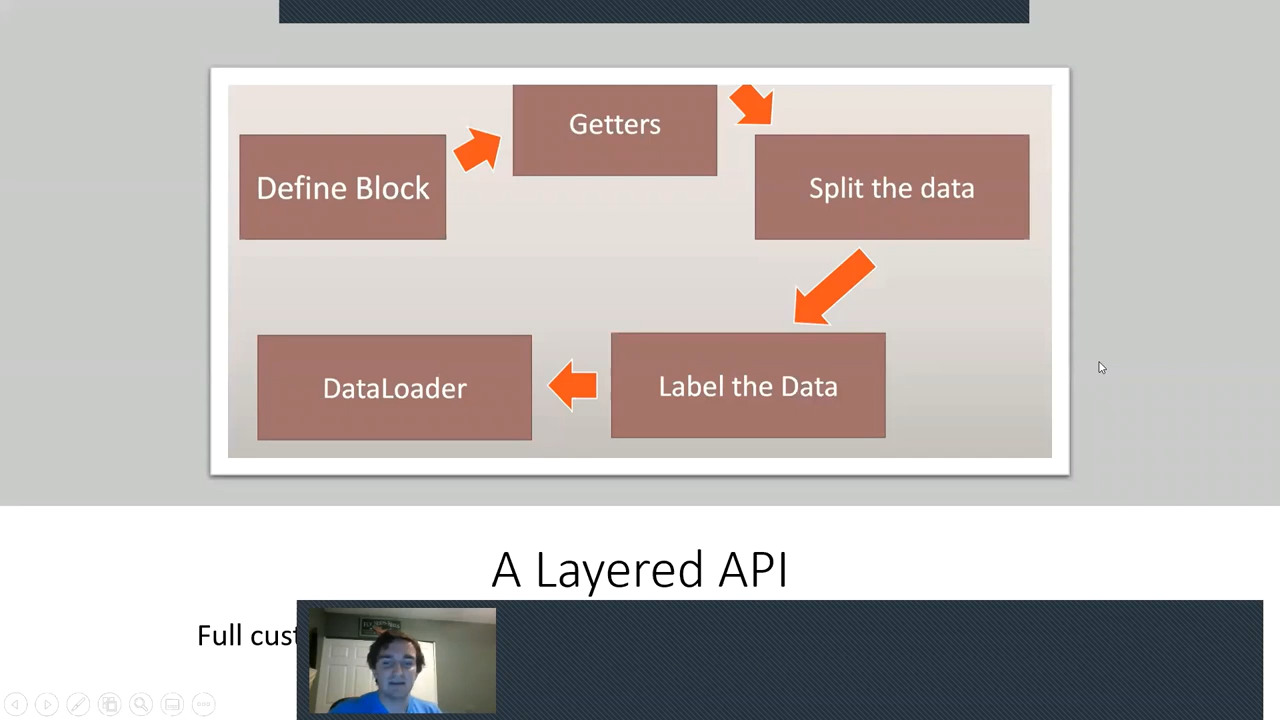 Getters
Define Block
Split the data
DataLoader
Label the Data
A Layered API
Full cust